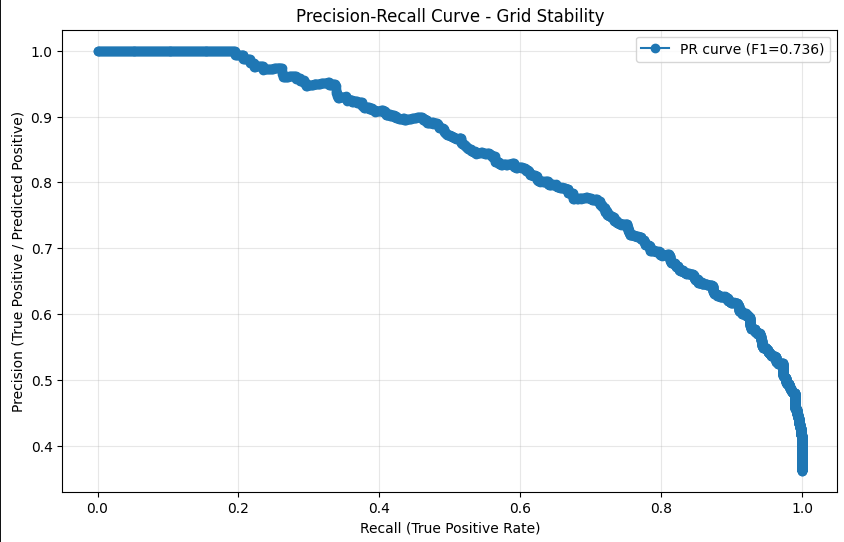 Precision-Recall Curve - Grid Stability
PR curve (F1=0.736)
Precision (True Positive / Predicted Positive)
1.0
0.9
0.8
0.7
0.6
0.5
0.4
0.0 0.2 0.4 0.6 0.8 1.0
Recall (True Positive Rate)